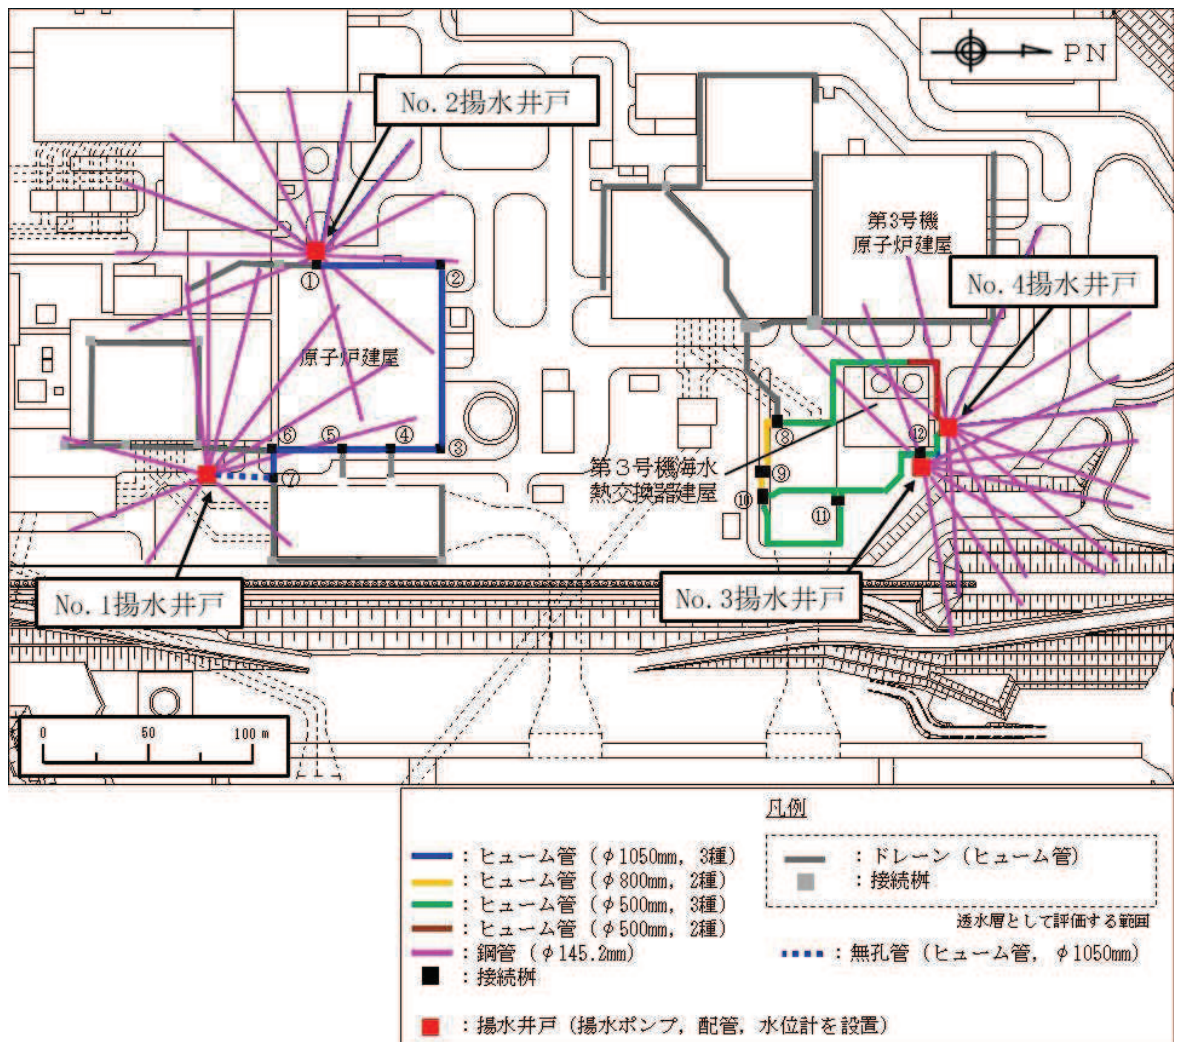 PN
No.2揚水井戸
第3号機
原子炉建屋
No.4揚水井戸
①
②
原子炉建屋
⑥
⑤
④
③
⑦
⑧
⑫
第３号機海水
熱交換器建屋
⑨
⑩
⑪
No.1揚水井戸
No.3揚水井戸
0 50 100 m
凡例
：ヒューム管（φ1050mm，3種）
：ヒューム管（φ800mm，2種）
：ヒューム管（φ500mm，3種）
：ヒューム管（φ500mm，2種）
：鋼管（φ145.2mm）
：接続桝
：揚水井戸（揚水ポンプ，配管，水位計を設置）
：ドレーン（ヒューム管）
：接続桝
透水層として評価する範囲
：無孔管（ヒューム管，φ1050mm）